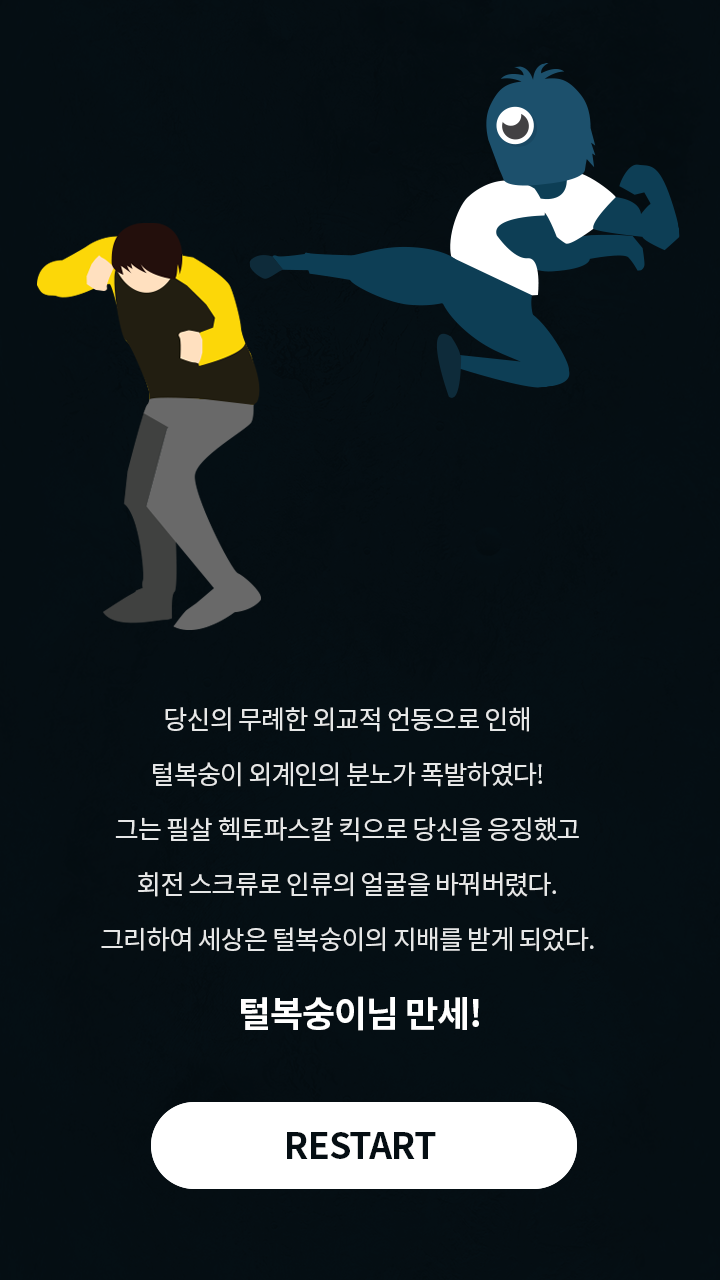 당신의 무례한 외교적 언동으로 인해
털복숭이 외계인의 분노가 폭발하였다!
그는 필살 헥토파스칼 킥으로 당신을 응징했고
회전 스크류로 인류의 얼굴을 바꿔버렸다.
그리하여 세상은 털복숭이의 지배를 받게 되었다.
털복숭이님 만세!
RESTART